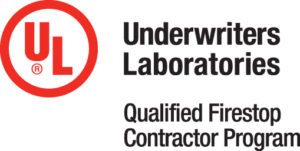 UL
®
Underwriters
Laboratories
Qualified Firestop
Contractor Program